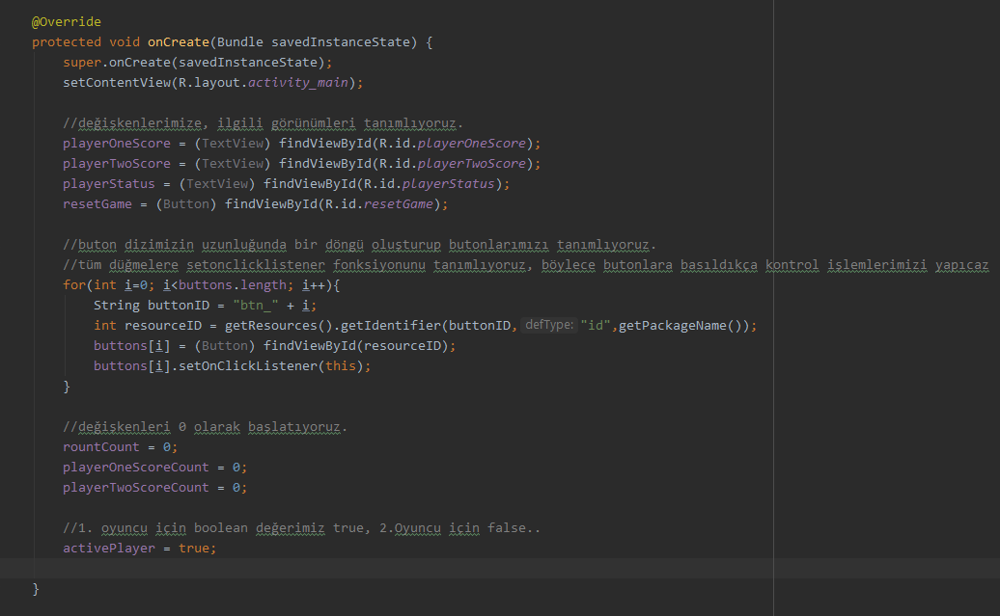 @Override
protected void onCreate(Bundle savedInstanceState) {
super.onCreate(savedInstanceState);
setContentView(R.layout.activity_main);
//değişkenlerimize, ilgili görünümleri tanımlıyoruz.
playerOneScore = (TextView) findViewById(R.id.playerOneScore);
playerTwoScore = (TextView) findViewById(R.id.playerTwoScore);
playerStatus = (TextView) findViewById(R.id.playerStatus);
resetGame = (Button) findViewById(R.id.resetGame);
//buton dizimizin uzunluğunda bir döngü oluşturup butonlarımızı tanımlıyoruz.
//tüm düğmelere setonclicklistener fonksiyonunu tanımlıyoruz, böylece butonlara basıldıkça kontrol işlemlerimizi yapıcaz
for(int i=0; i<buttons.length; i++){
String buttonID = "btn_" + i;
int resourceID = getResources().getIdentifier(buttonID, defType: "id",getPackageName());
buttons[i] = (Button) findViewById(resourceID);
buttons[i].setOnClickListener(this);
}
//değişkenleri 0 olarak başlatıyoruz.
rountCount = 0;
playerOneScoreCount = 0;
playerTwoScoreCount = 0;
//1. oyuncu için boolean değerimiz true, 2.Oyuncu için false..
activePlayer = true;
}